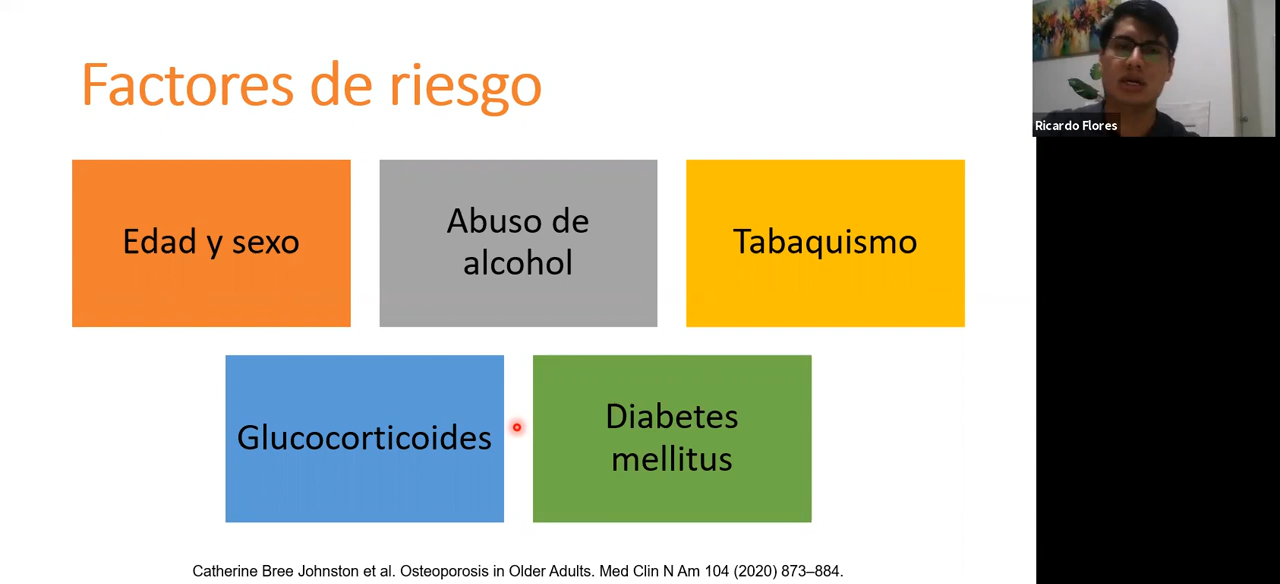 Factores de riesgo
Ricardo Flores
Edad y sexo
Abuso de
alcohol
Tabaquismo
Glucocorticoides
Diabetes
mellitus
Catherine Bree Johnston et al. Osteoporosis in Older Adults. Med Clin N Am 104 (2020) 873–884.